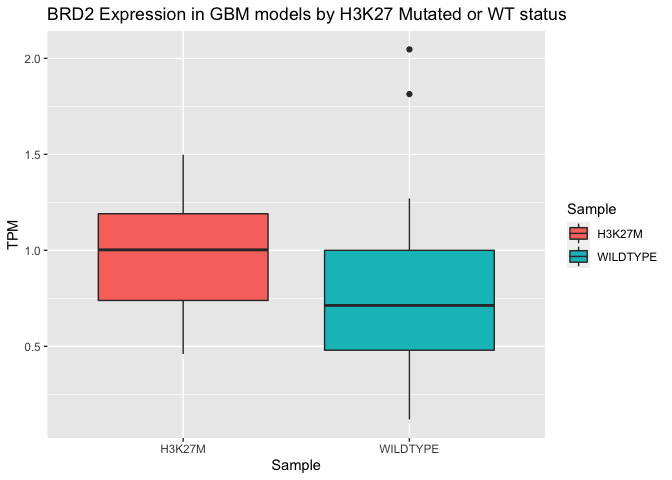 BRD2 Expression in GBM models by H3K27 Mutated or WT status
2.0
1.5
1.0
0.5
TPM
H3K27M
WILDTYPE
Sample
Sample
H3K27M
WILDTYPE